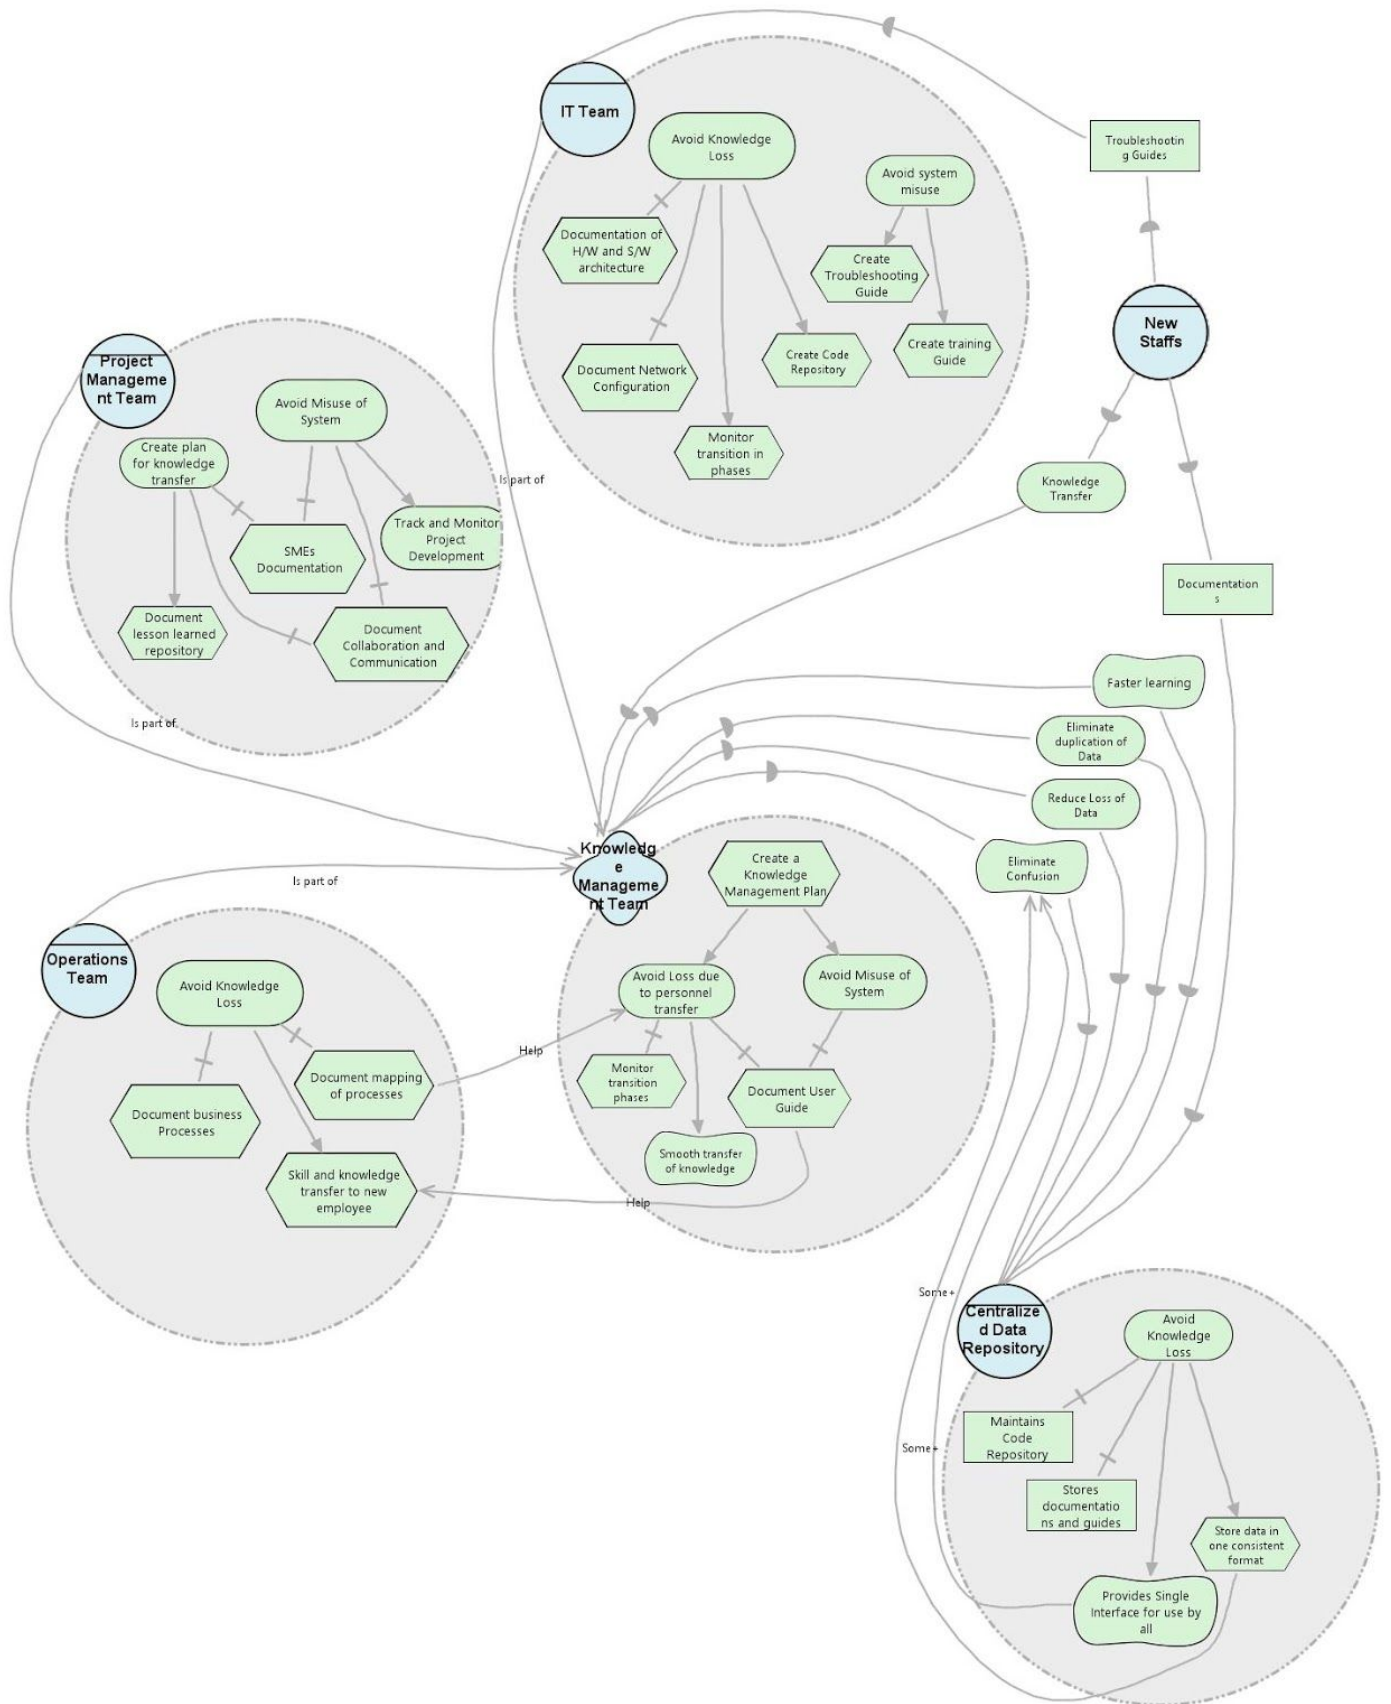 IT Team
Avoid Knowledge
Loss
Avoid system
misuse
Documentation of
H/W and S/W
architecture
Create
Troubleshooting
Guide
Document Network
Configuration
Create Code
Repository
Create training
Guide
Monitor
transition in
phases
Troubleshootin
g Guides
New
Staffs
Knowledge
Transfer
Documentation
s
Project
Manageme
nt Team
Avoid Misuse of
System
Create plan
for knowledge
transfer
SMEs
Documentation
Track and Monitor
Project
Development
Document
lesson learned
repository
Document
Collaboration and
Communication
Is part of
Is part of
Is part of
Faster learning
Eliminate
duplication of
Data
Reduce Loss of
Data
Eliminate
Confusion
Knowledg
e
Manageme
nt Team
Create a
Knowledge
Management Plan
Avoid Loss due
to personnel
transfer
Avoid Misuse of
System
Monitor
transition
phases
Document User
Guide
Smooth transfer
of knowledge
Help
Help
Operations
Team
Avoid Knowledge
Loss
Document mapping
of processes
Document business
Processes
Skill and knowledge
transfer to new
employee
Some+
Some+
Centralize
d Data
Repository
Avoid
Knowledge
Loss
Maintains
Code
Repository
Stores
documentatio
ns and guides
Store data in
one consistent
format
Provides Single
Interface for use by
all